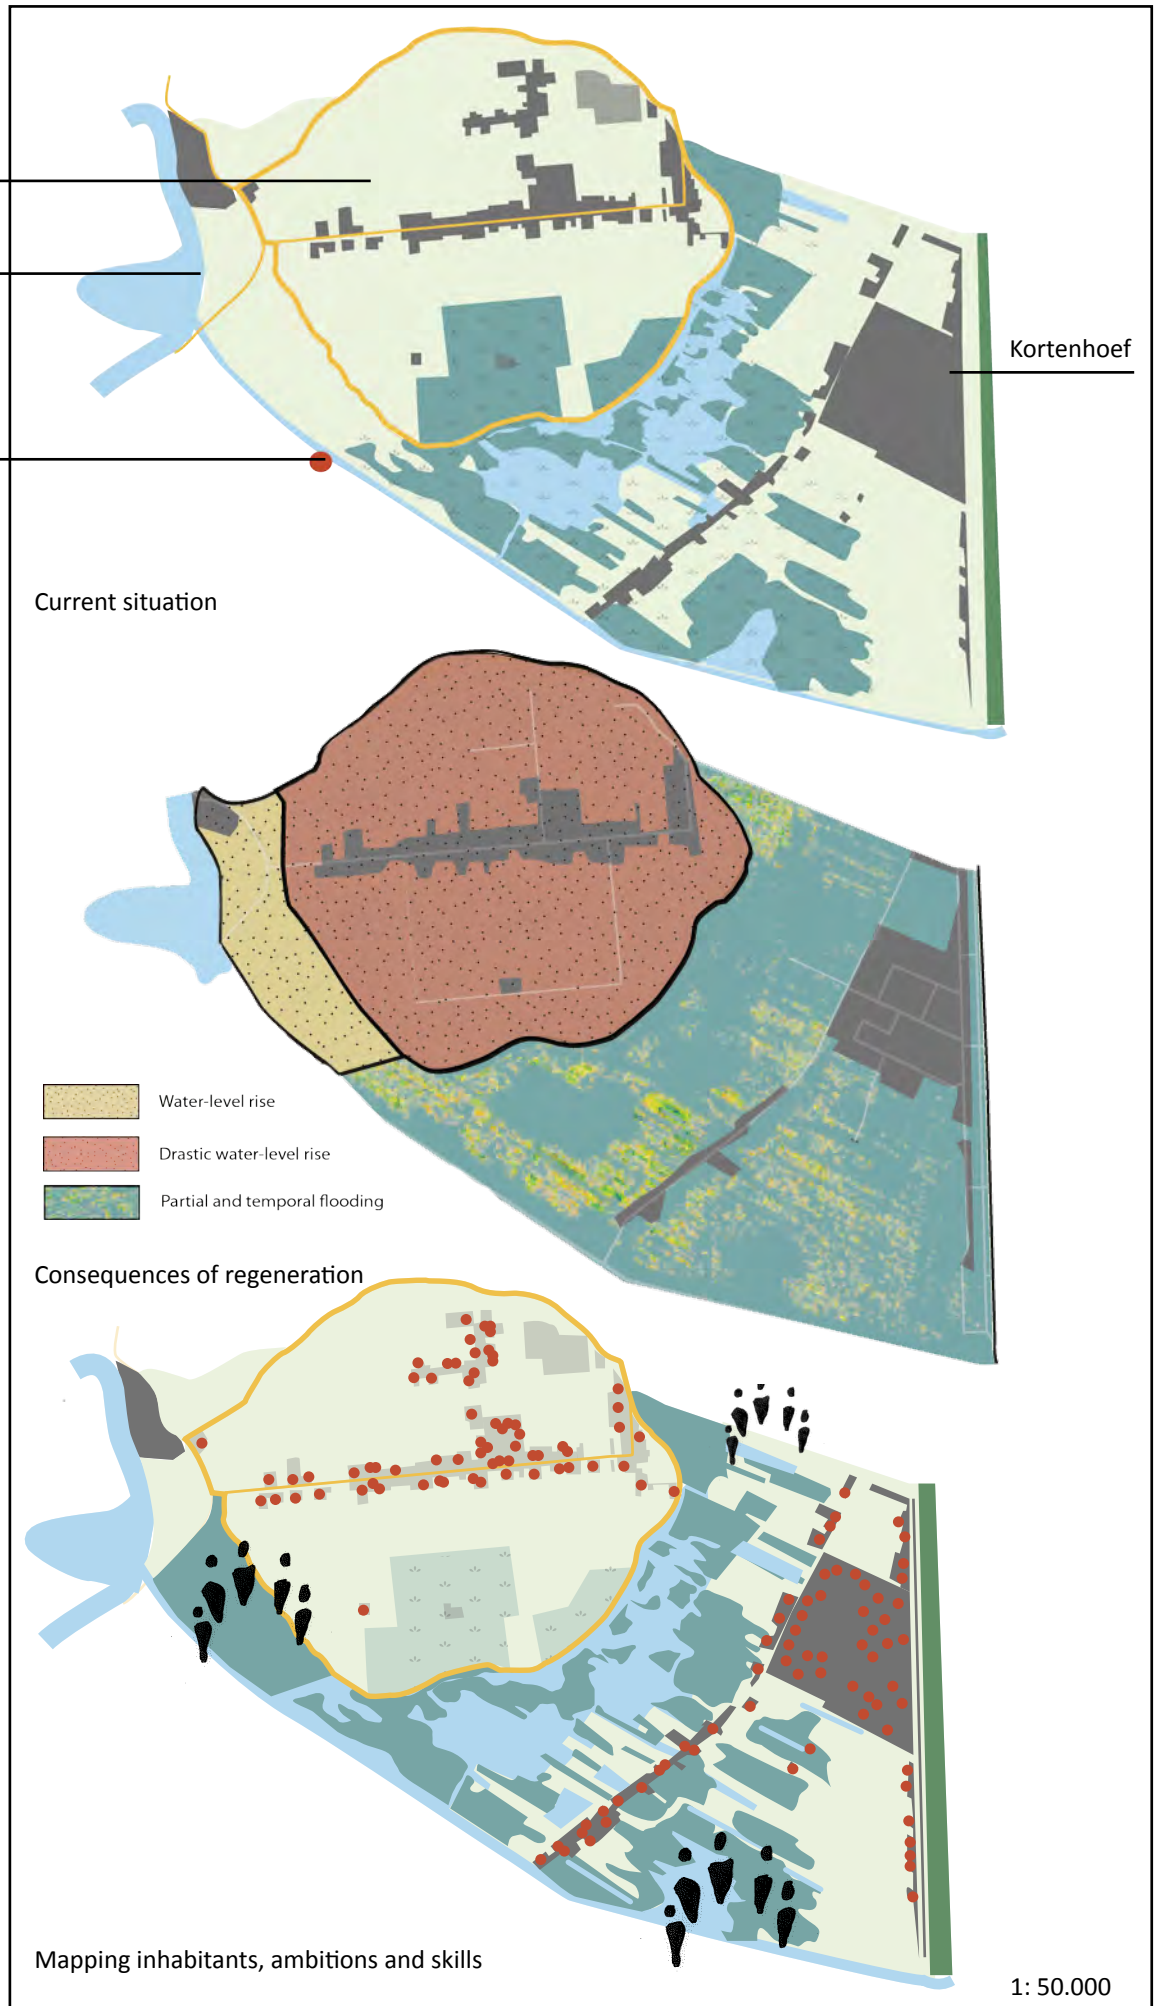 Kortenhoef
Current situation
Water-level rise
Drastic water-level rise
Partial and temporal flooding
Consequences of regeneration
Mapping inhabitants, ambitions and skills
1: 50.000